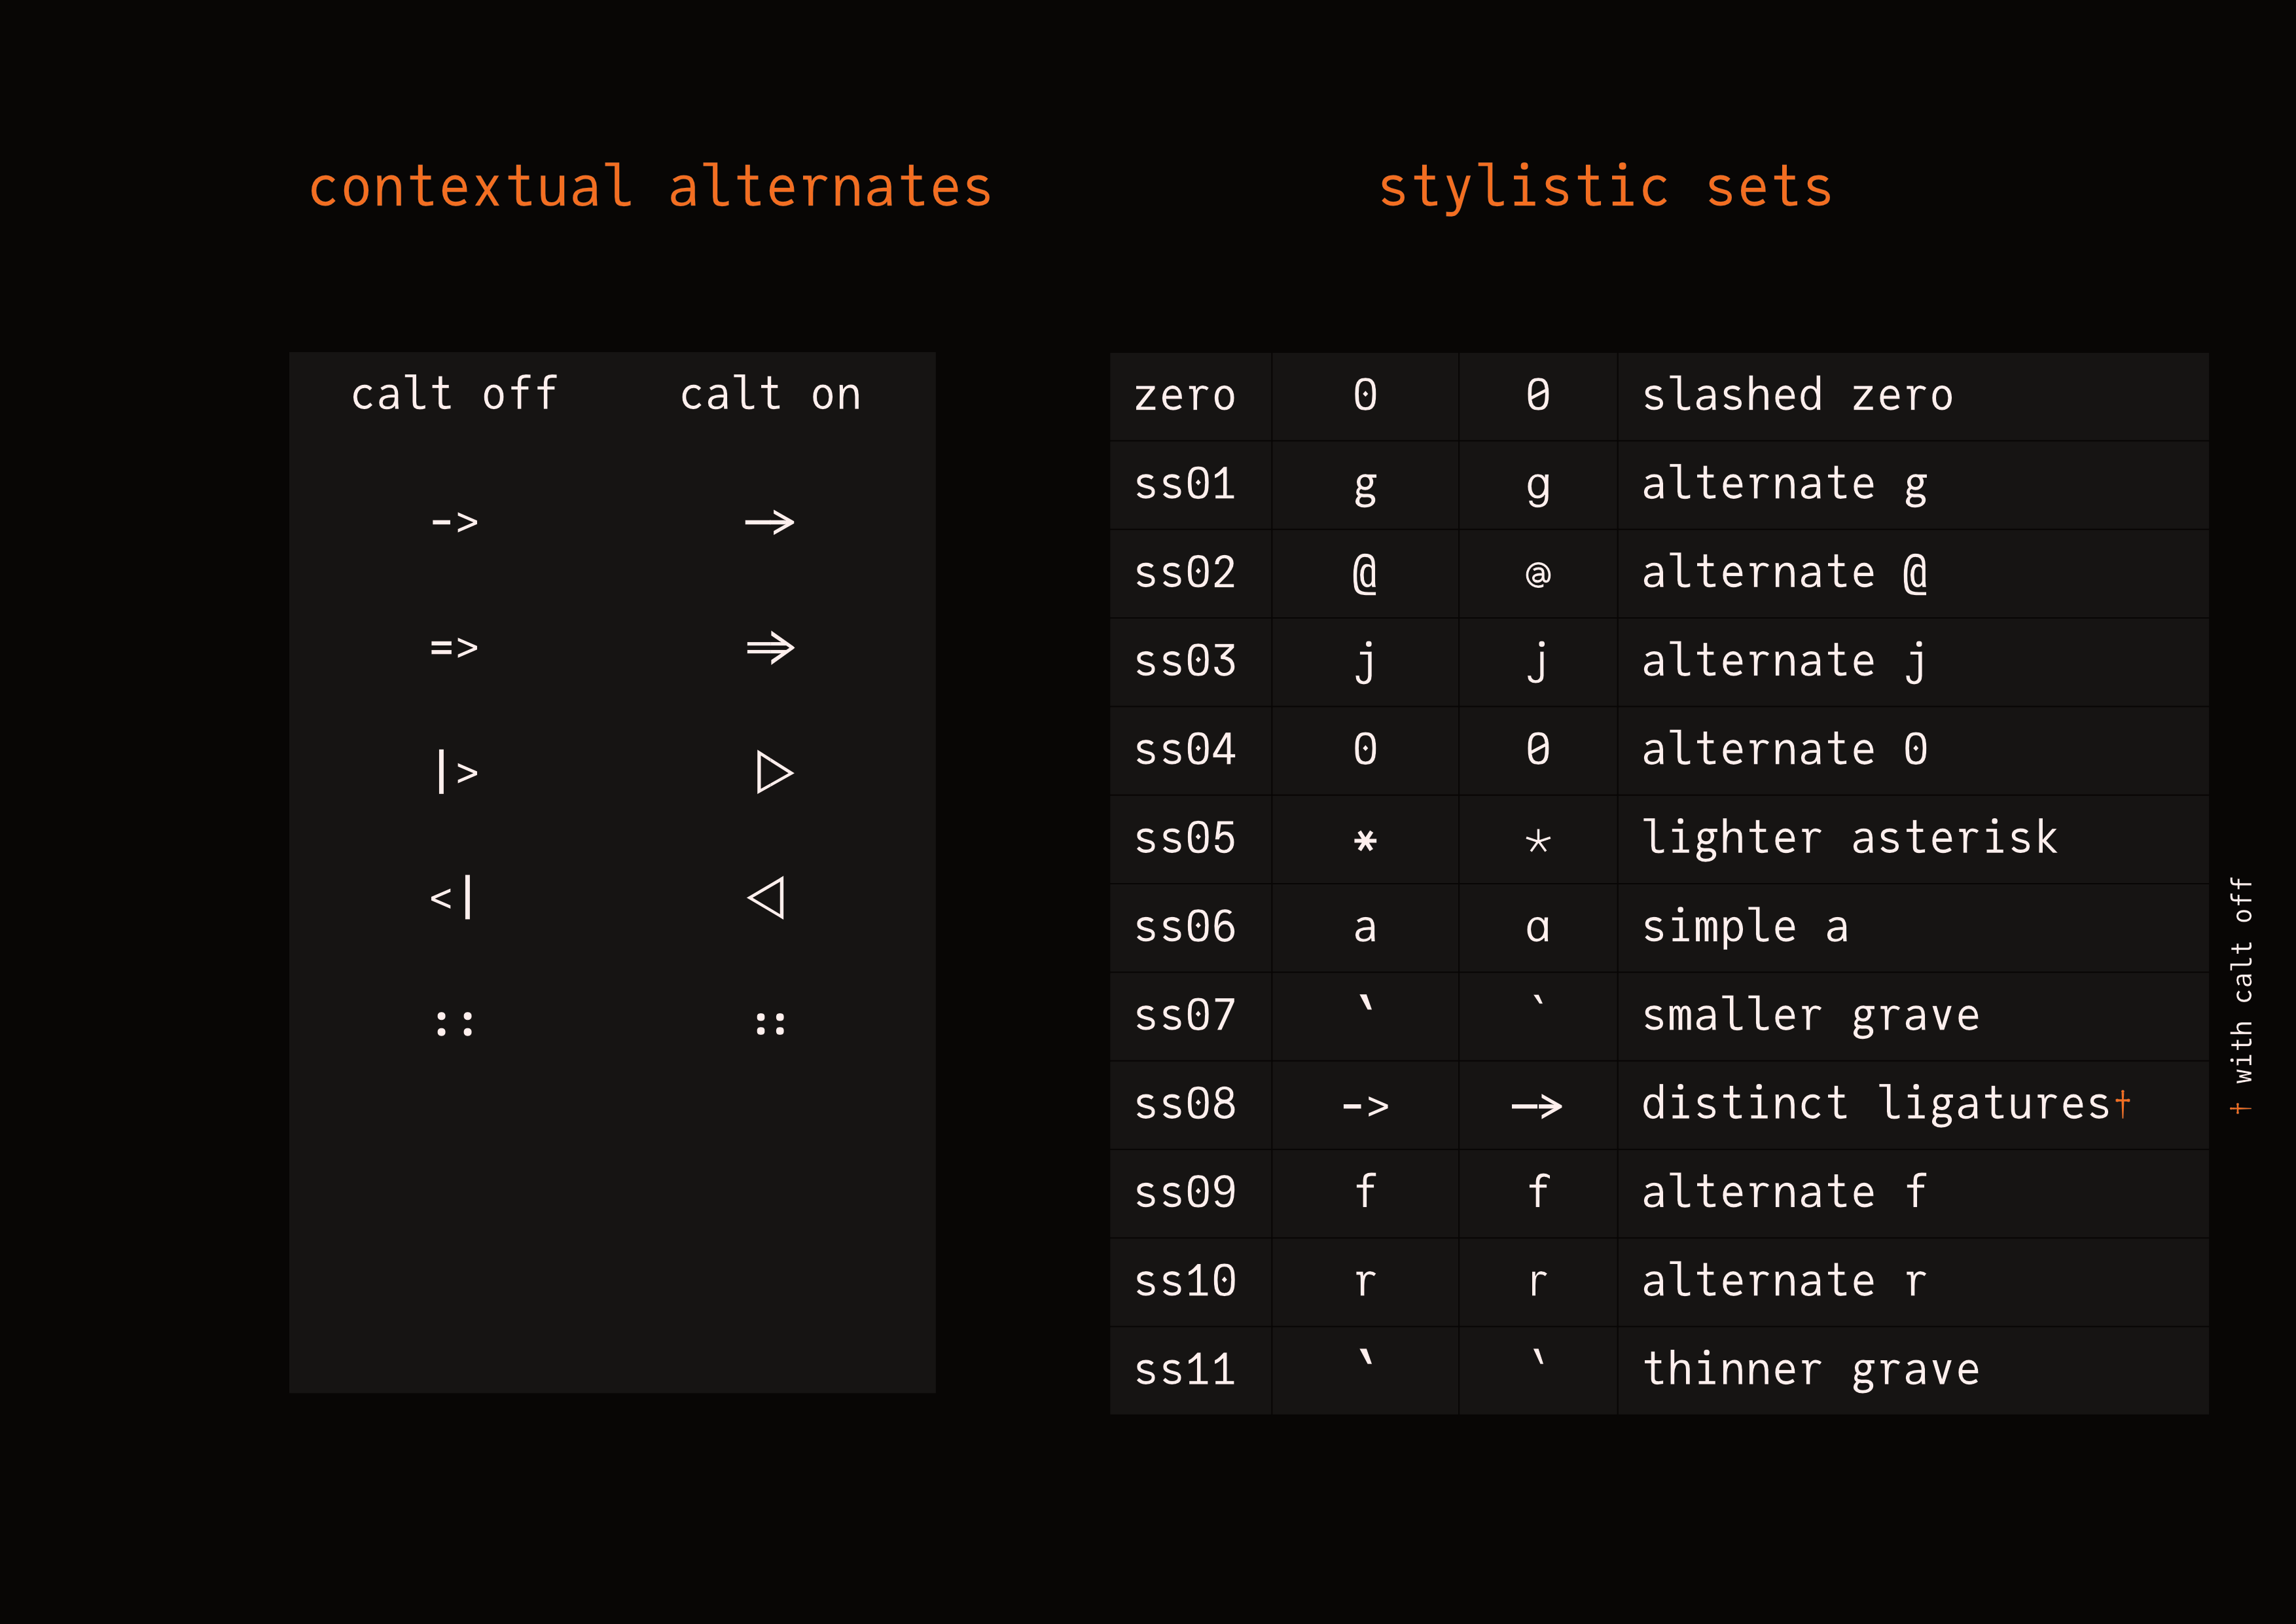 contextual alternates
calt off calt on
-> →
=> ⇒
|> ▷
<| ◁
:: ::
stylistic sets
zero 0 0 slashed zero
ss01 g g alternate g
ss02 @ @ alternate @
ss03 j j alternate j
ss04 0 0 alternate 0
ss05 * * lighter asterisk
ss06 a ɑ simple a
ss07 ` ` smaller grave
ss08 -> → distinct ligatures†
ss09 f f alternate f
ss10 r r alternate r
ss11 ` ` thinner grave
† with calt off